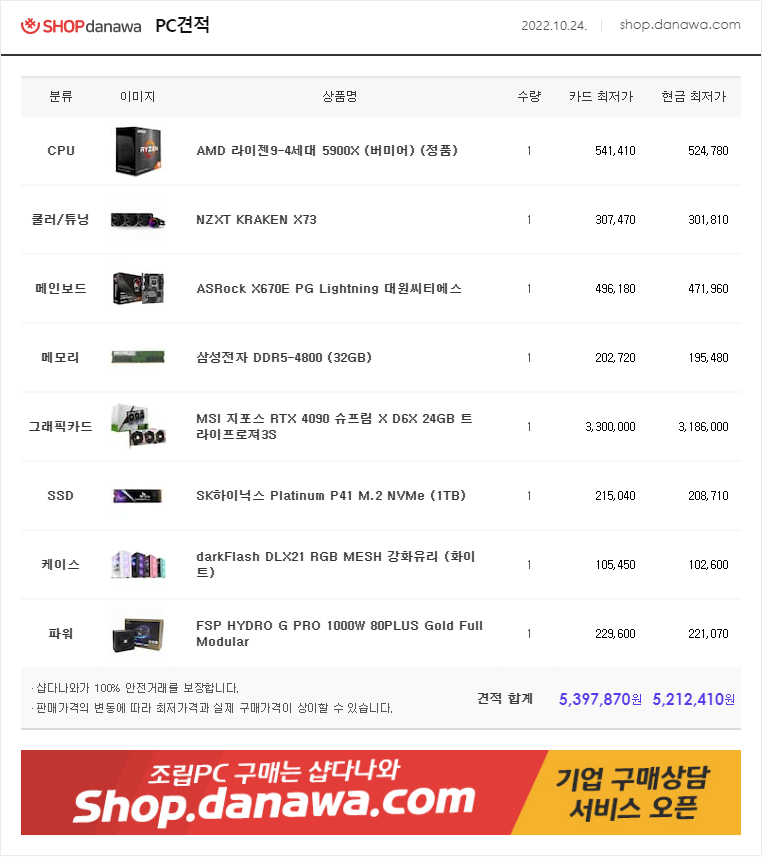 SHOPdanawa PC견적
2022.10.24. shop.danawa.com
분류 이미지 상품명 수량 카드 최저가 현금 최저가
CPU AMD 라이젠9-4세대 5900X (버미어) (정품) 1 541,410 524,780
쿨러/튜닝 NZXT KRAKEN X73 1 307,470 301,810
메인보드 ASRock X670E PG Lightning 대원씨티에스 1 496,180 471,960
메모리 삼성전자 DDR5-4800 (32GB) 1 202,720 195,480
그래픽카드 MSI 지포스 RTX 4090 슈프림 X D6X 24GB 트
라이프로져3S 1 3,300,000 3,186,000
SSD SK하이닉스 Platinum P41 M.2 NVMe (1TB) 1 215,040 208,710
케이스 darkFlash DLX21 RGB MESH 강화유리 (화이
트) 1 105,450 102,600
파워 FSP HYDRO G PRO 1000W 80PLUS Gold Full
Modular 1 229,600 221,070
· 샵다나와가 100% 안전거래를 보장합니다.
· 판매가격의 변동에 따라 최저가격과 실제 구매가격이 상이할 수 있습니다.
견적 합계 5,397,870원 5,212,410원
조립PC 구매는 샵다나와
Shop.danawa.com
기업 구매상담
서비스 오픈